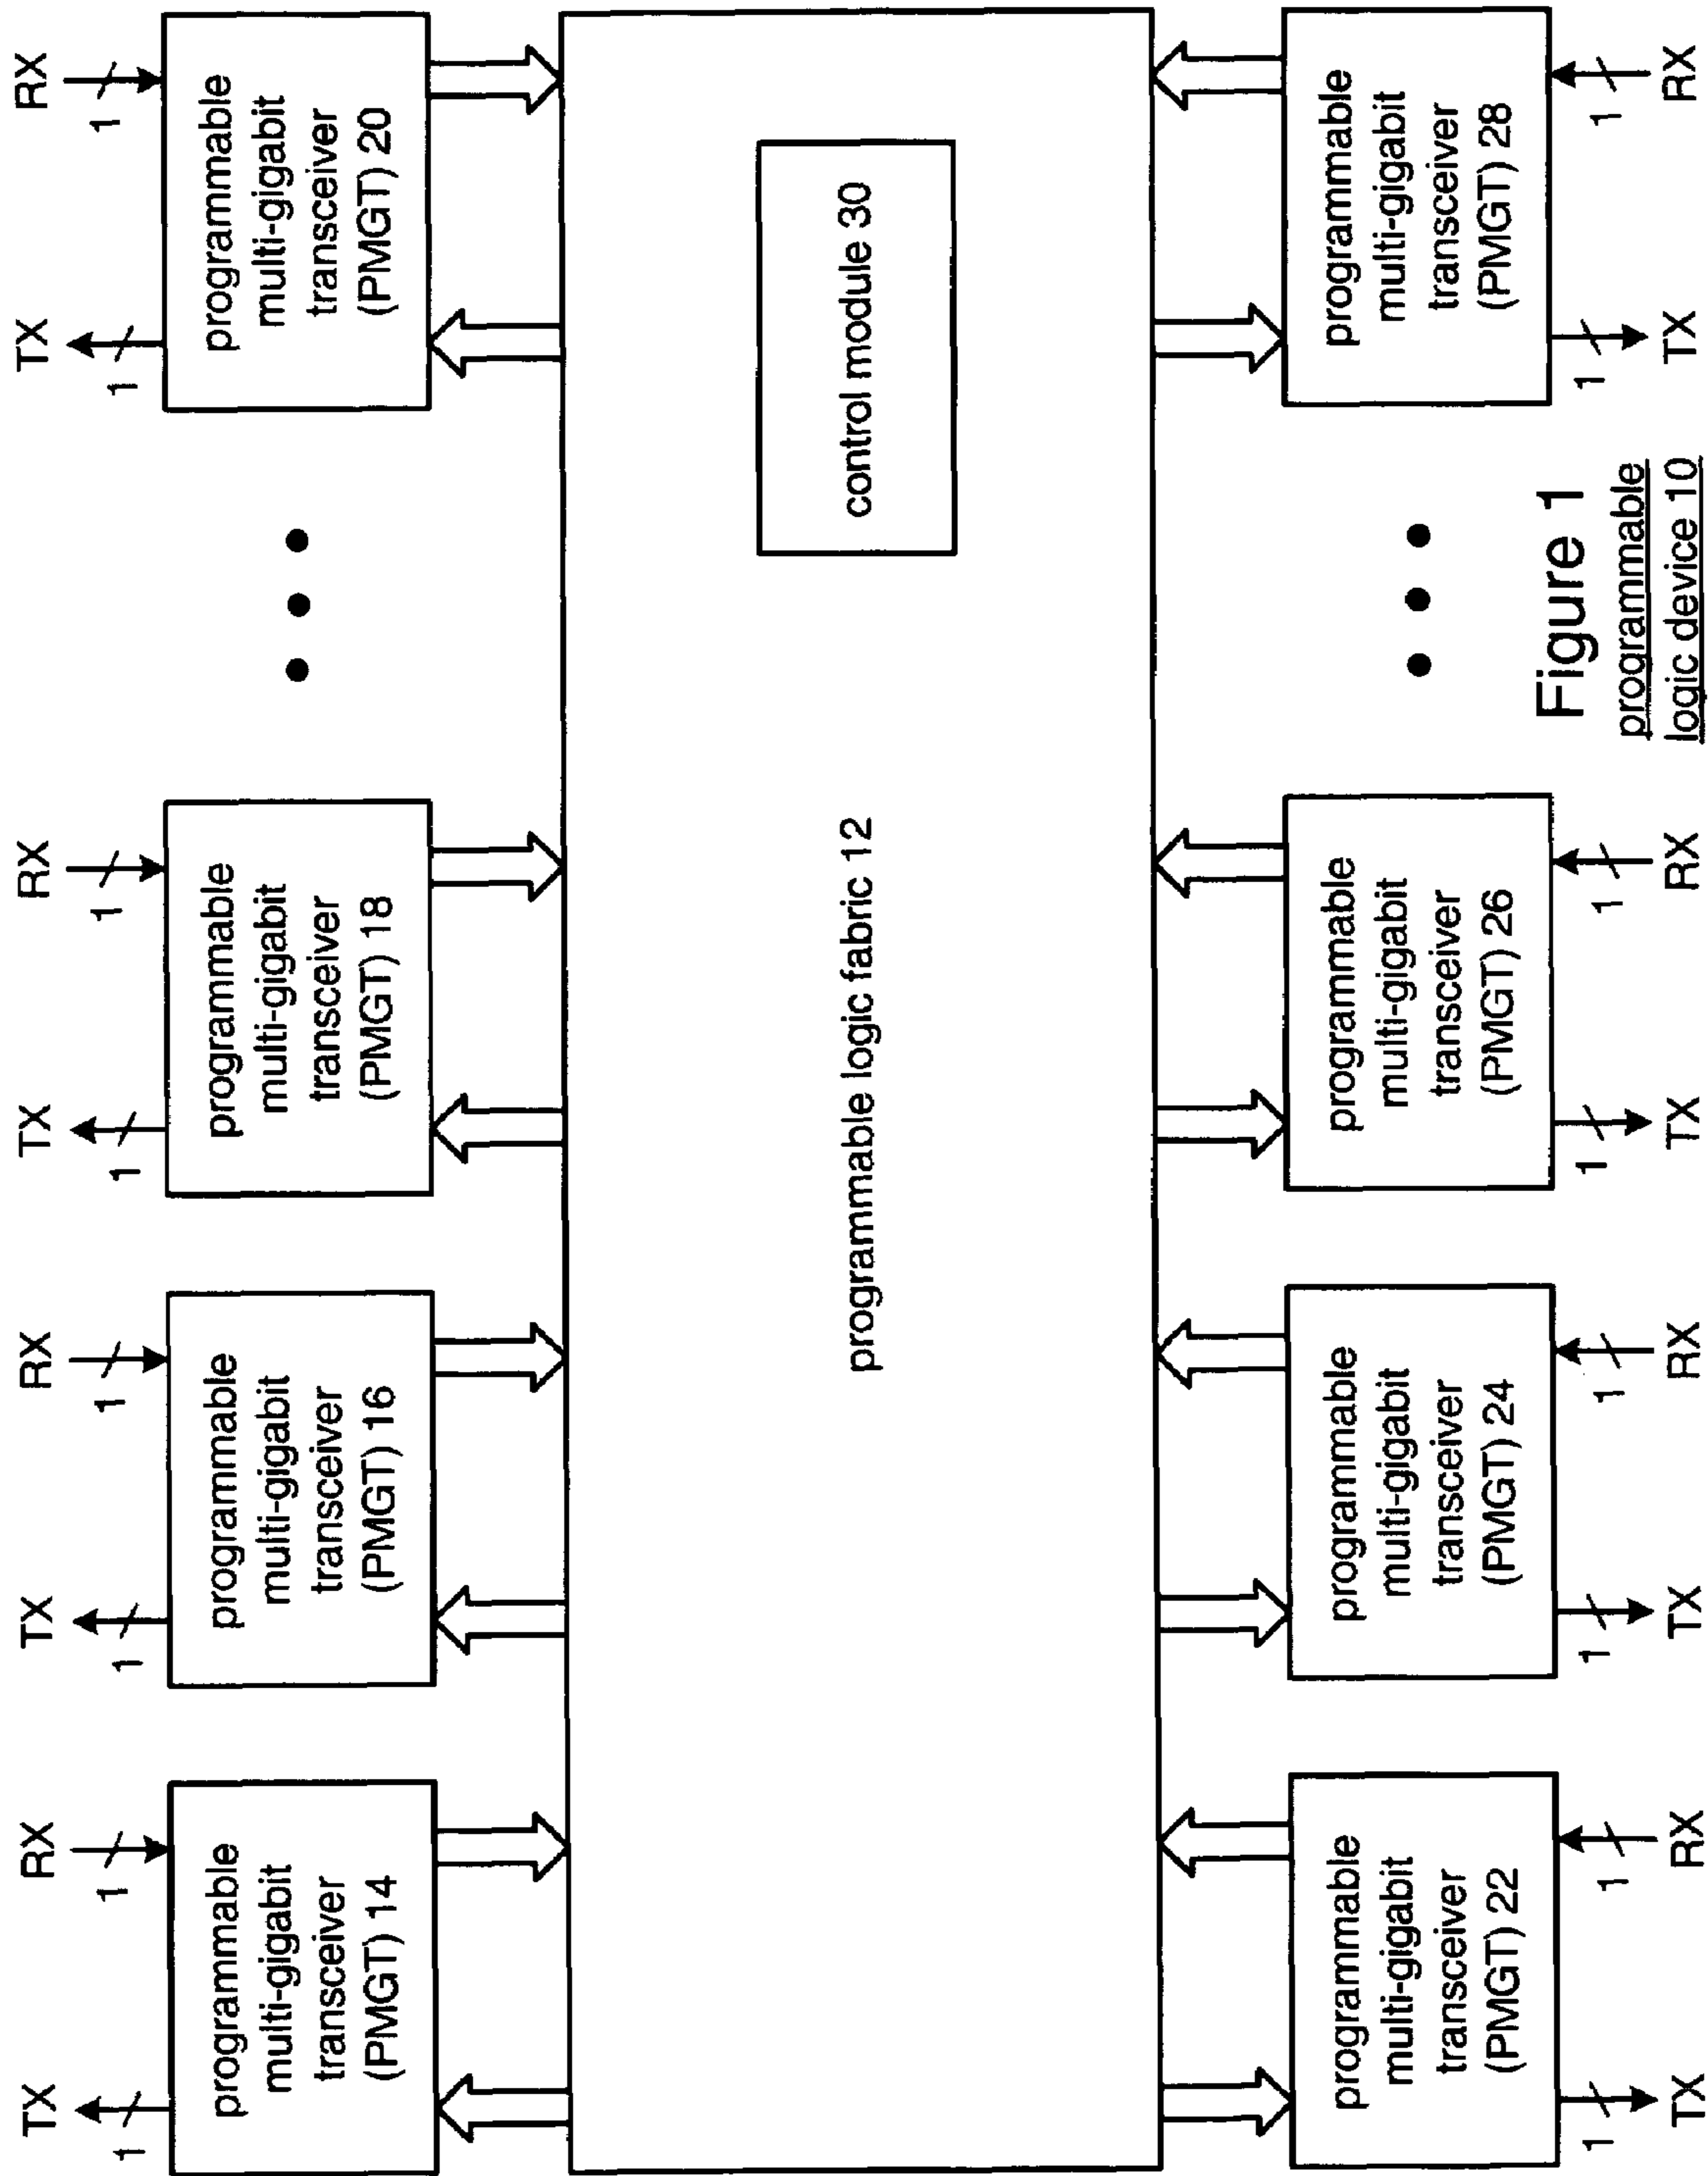 TX RX TX RX TX RX TX RX
1 1 1 1 1 1 1 1
programmable
multi-gigabit
transceiver
(PMGT) 14
programmable
multi-gigabit
transceiver
(PMGT) 16
programmable
multi-gigabit
transceiver
(PMGT) 18
programmable
multi-gigabit
transceiver
(PMGT) 20
programmable logic fabric 12
control module 30
programmable
multi-gigabit
transceiver
(PMGT) 22
programmable
multi-gigabit
transceiver
(PMGT) 24
programmable
multi-gigabit
transceiver
(PMGT) 26
programmable
multi-gigabit
transceiver
(PMGT) 28
1 1 1 1 1 1 1 1
TX RX TX RX TX RX TX RX
Figure 1
programmable
logic device 10